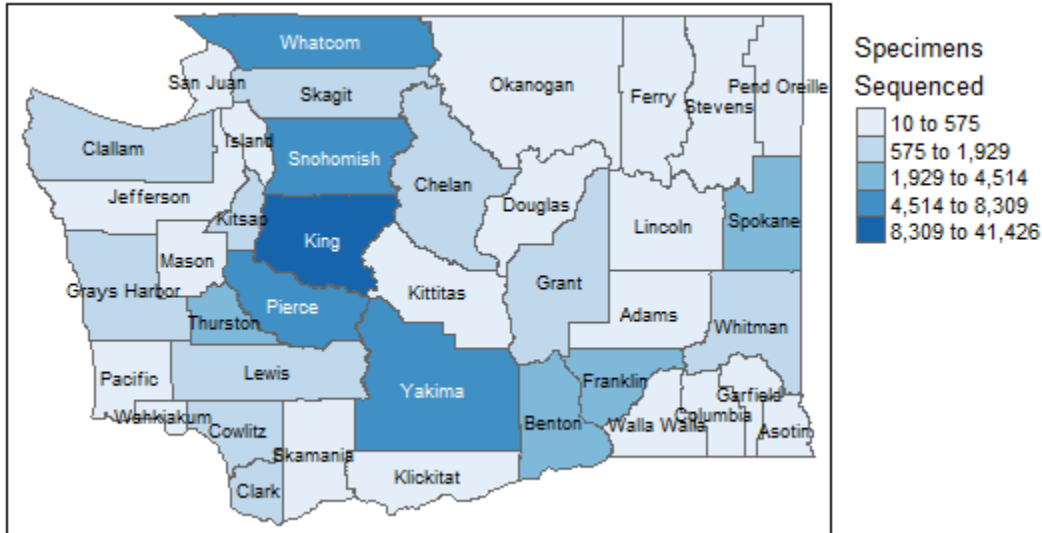 Whatcom
San Juan
Skagit
Okanogan
Ferry
Stevens
Pend Oreille
Clallam
Island
Snohomish
Chelan
Jefferson
Kitsap
Douglas
Lincoln
Spokane
King
Mason
Grays Harbor
Kittitas
Grant
Pierce
Thurston
Adams
Whitman
Pacific
Lewis
Yakima
Franklin
Garfield
Wahkiakum
Cowlitz
Benton
Walla Walla
Columbia
Asotin
Skamania
Klickitat
Clark
Specimens
Sequenced
10 to 575
575 to 1,929
1,929 to 4,514
4,514 to 8,309
8,309 to 41,426